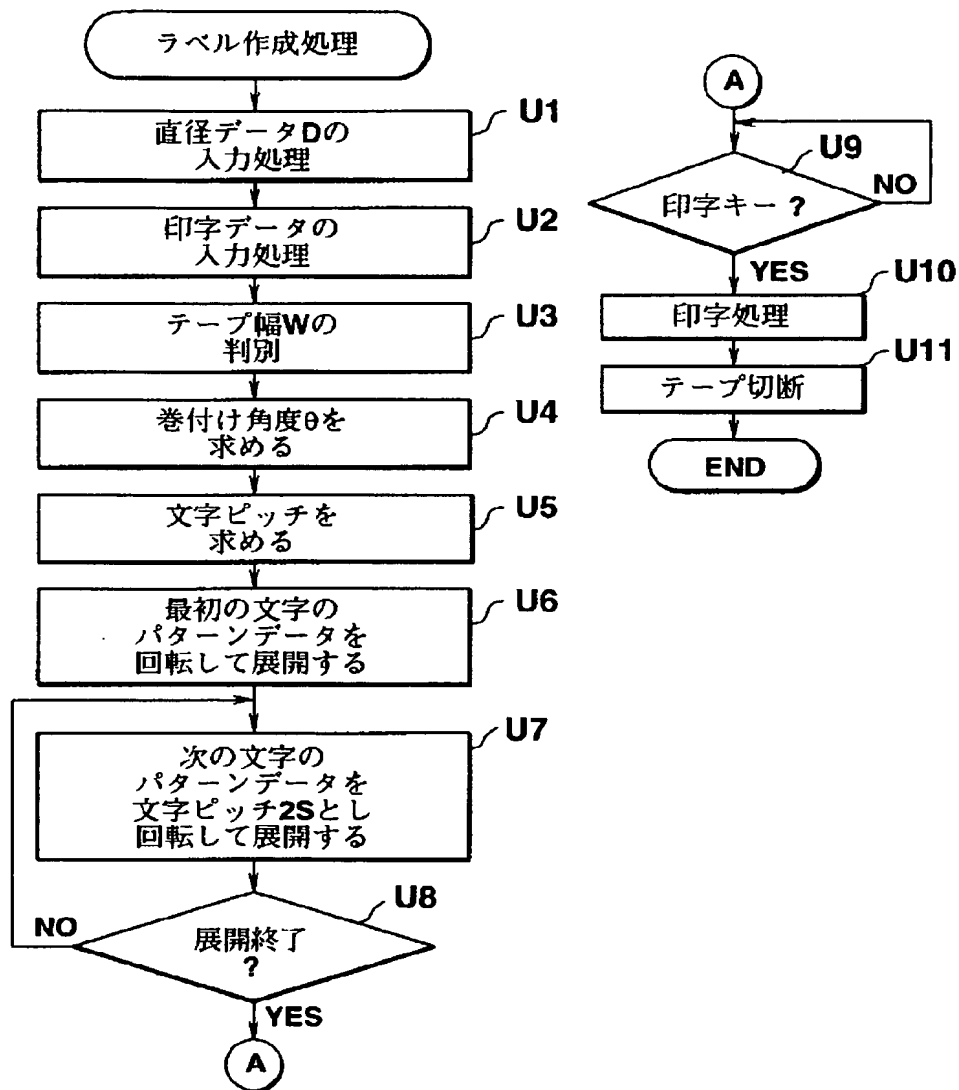 ラベル作成処理
U1
直径データDの
入力処理
U2
印字データの
入力処理
U3
テープ幅Wの
判別
U4
巻付け角度θを
求める
U5
文字ピッチを
求める
U6
最初の文字の
パターンデータを
回転して展開する
U7
次の文字の
パターンデータを
文字ピッチ2Sとし
回転して展開する
U8
NO
展開終了
?
YES
A
A
U9
NO
印字キー ?
YES
U10
印字処理
U11
テープ切断
END